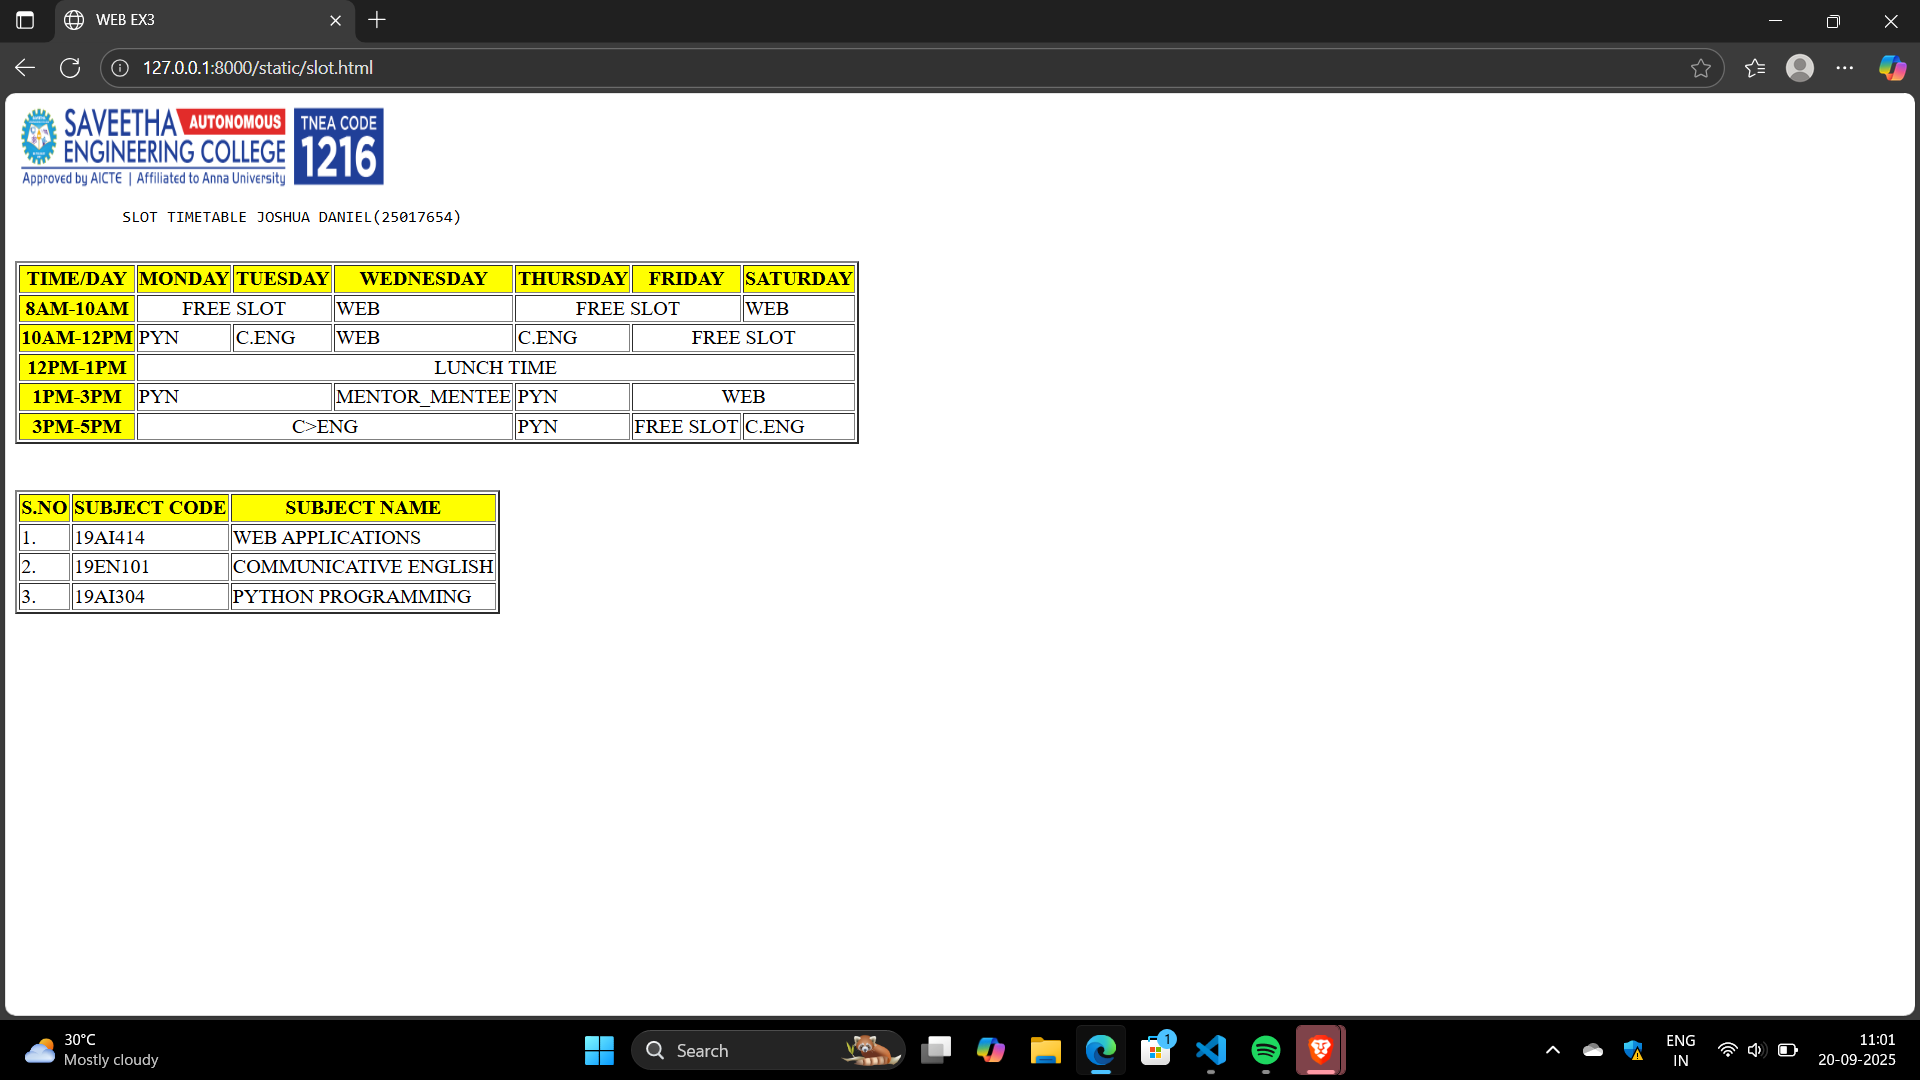 WEB EX3
127.0.0.1:8000/static/slot.html
SAVEETHA AUTONOMOUS
ENGINEERING COLLEGE
Approved by AICTE | Affiliated to Anna University
TNEA CODE
1216
SLOT TIMETABLE JOSHUA DANIEL(25017654)
TIME/DAY MONDAY TUESDAY WEDNESDAY THURSDAY FRIDAY SATURDAY
8AM-10AM FREE SLOT WEB FREE SLOT WEB
10AM-12PM PYN C.ENG WEB C.ENG FREE SLOT
12PM-1PM LUNCH TIME
1PM-3PM PYN MENTOR_MENTEE PYN WEB
3PM-5PM C>ENG PYN FREE SLOT C.ENG
S.NO SUBJECT CODE SUBJECT NAME
1. 19AI414 WEB APPLICATIONS
2. 19EN101 COMMUNICATIVE ENGLISH
3. 19AI304 PYTHON PROGRAMMING
30°C
Mostly cloudy
Search
1
ENG
IN
11:01
20-09-2025